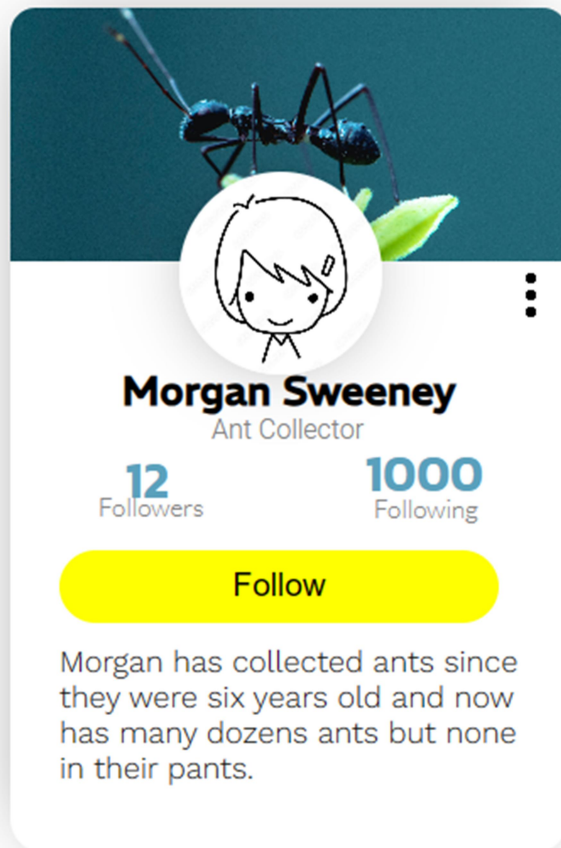 Morgan Sweeney
Ant Collector
12 1000
Followers Following
Follow
Morgan has collected ants since
they were six years old and now
has many dozens ants but none
in their pants.